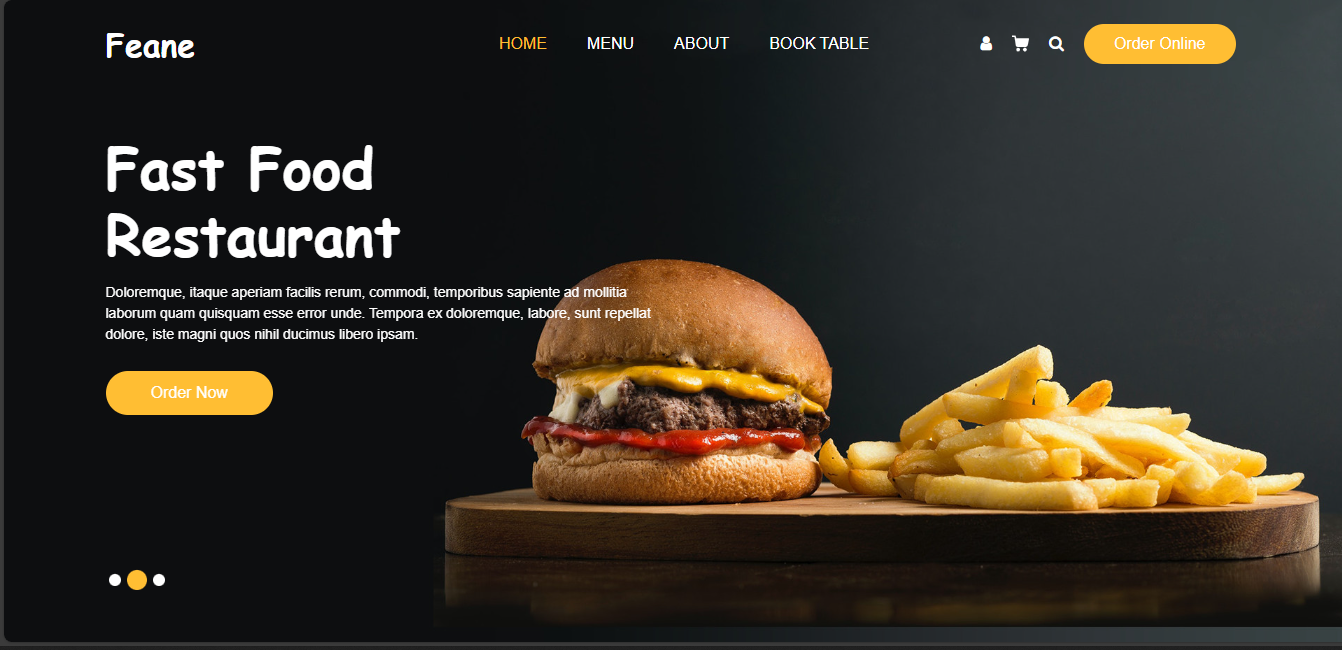 Feane
HOME MENU ABOUT BOOK TABLE
Order Online
Fast Food
Restaurant
Doloremque, itaque aperiam facilis rerum, commodi, temporibus sapiente ad mollitia
laborum quam quisquam esse error unde. Tempora ex doloremque, labore, sunt repellat
dolore, iste magni quos nihil ducimus libero ipsam.
Order Now